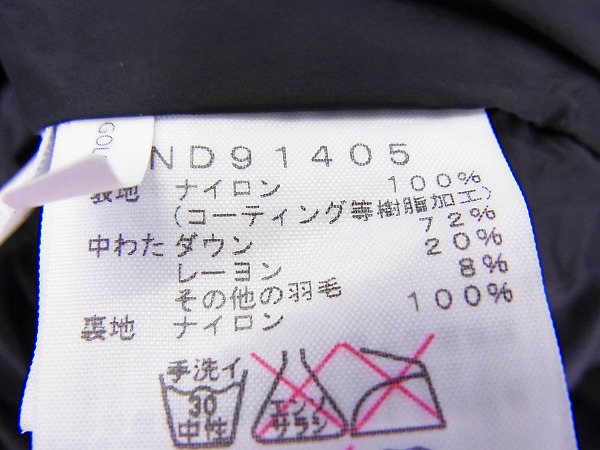 GOL
ND91405
表地 ナイロン 100%
(コーティング等樹脂加工)
中わた ダウン 72%
レーヨン 20%
その他の羽毛 8%
裏地 ナイロン 100%
手洗イ
30
中性
エンソ
サラシ